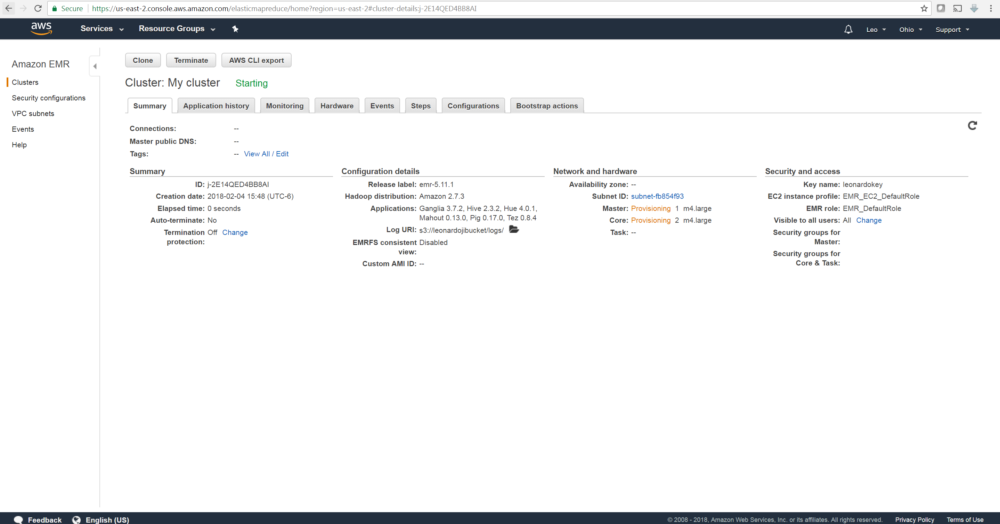 Secure https://us-east-2.console.aws.amazon.com/elasticmapreduce/home?region=us-east-2#cluster-details:j-2E14QED4BB8AI
aws Services Resource Groups Leo Ohio Support
Amazon EMR
Clusters
Security configurations
VPC subnets
Events
Help
Clone Terminate AWS CLI export
Cluster: My cluster Starting
Summary Application history Monitoring Hardware Events Steps Configurations Bootstrap actions
Connections: --
Master public DNS: --
Tags: -- View All / Edit
Summary
ID: j-2E14QED4BB8AI
Creation date: 2018-02-04 15:48 (UTC-6)
Elapsed time: 0 seconds
Auto-terminate: No
Termination Off Change
protection:
Configuration details
Release label: emr-5.11.1
Hadoop distribution: Amazon 2.7.3
Applications: Ganglia 3.7.2, Hive 2.3.2, Hue 4.0.1,
Mahout 0.13.0, Pig 0.17.0, Tez 0.8.4
Log URI: s3://leonardojibucket/logs/
EMRFS consistent Disabled
view:
Custom AMI ID: --
Network and hardware
Availability zone: --
Subnet ID: subnet-fb854f93
Master: Provisioning 1 m4.large
Core: Provisioning 2 m4.large
Task: --
Security and access
Key name: leonardokey
EC2 instance profile: EMR_EC2_DefaultRole
EMR role: EMR_DefaultRole
Visible to all users: All Change
Security groups for
Master:
Security groups for
Core & Task:
Feedback English (US) © 2008 - 2018, Amazon Web Services, Inc. or its affiliates. All rights reserved. Privacy Policy Terms of Use